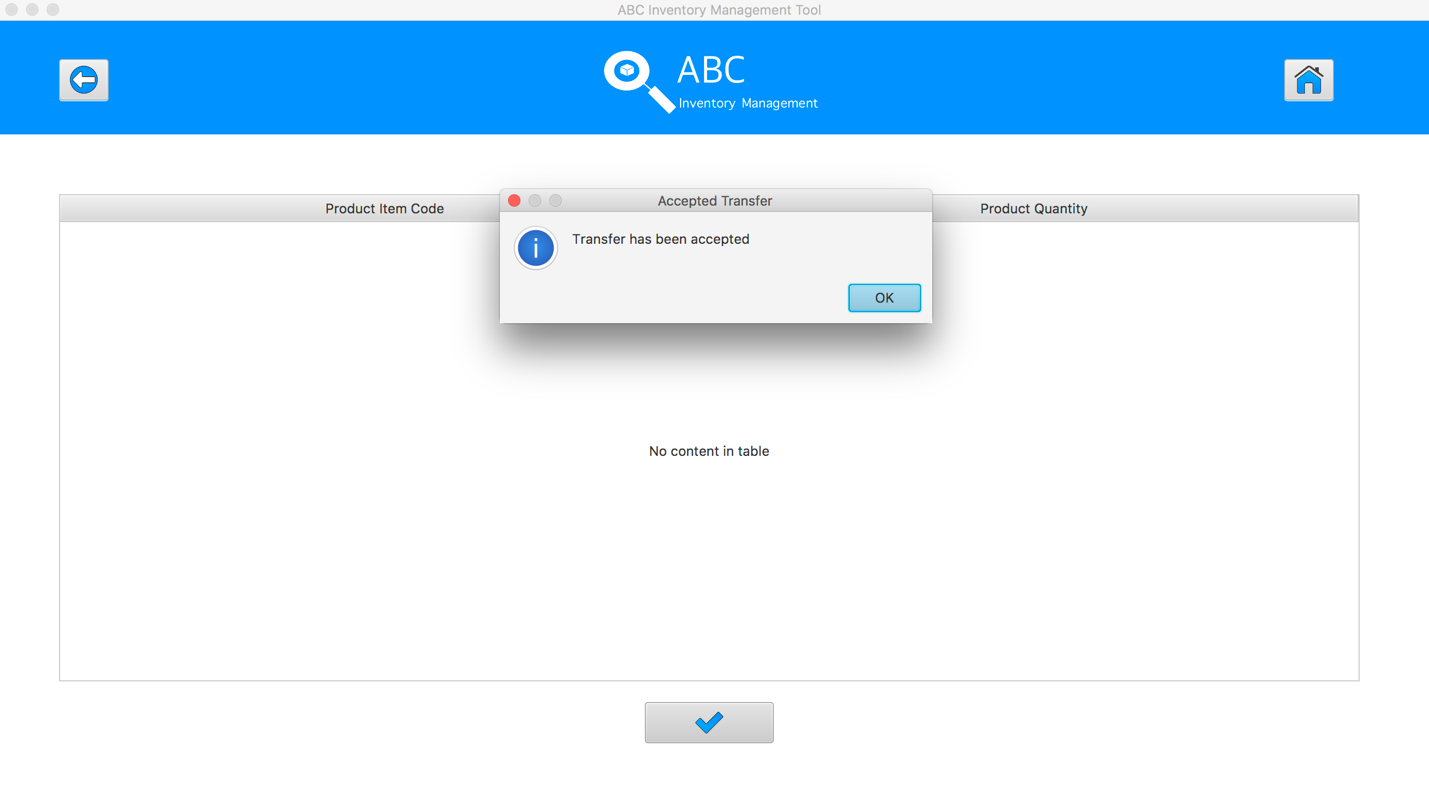 ABC Inventory Management Tool
ABC
Inventory Management
Product Item Code
Product Quantity
Accepted Transfer
Transfer has been accepted
OK
No content in table